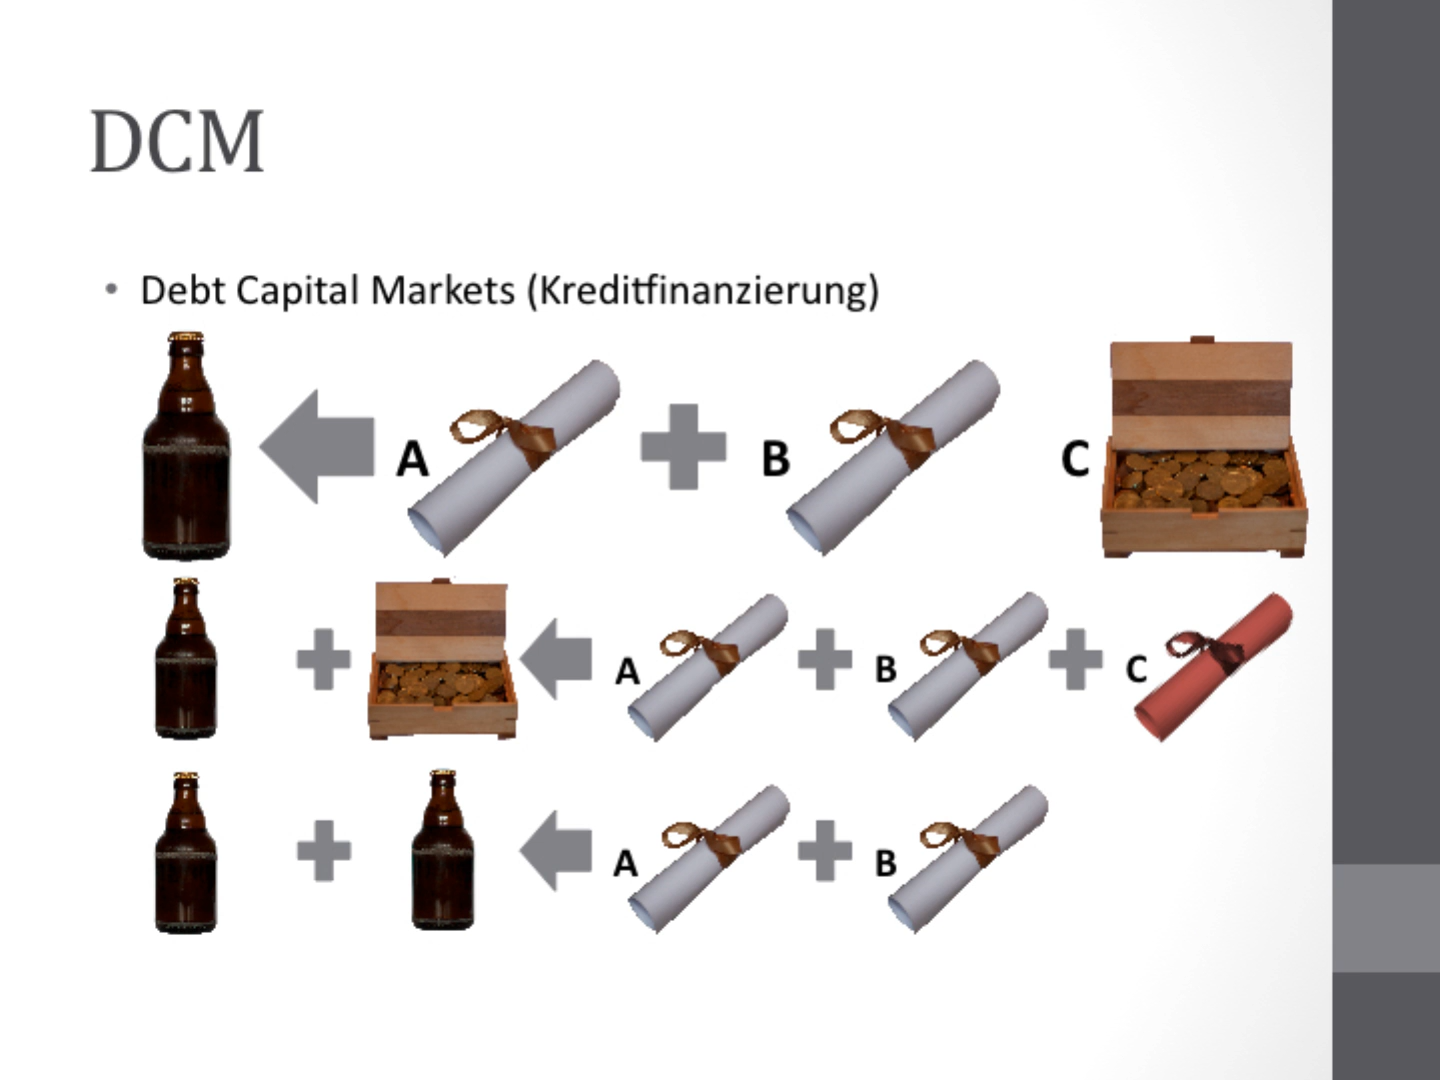 DCM
• Debt Capital Markets (Kreditfinanzierung)
A B C
A B C
A B